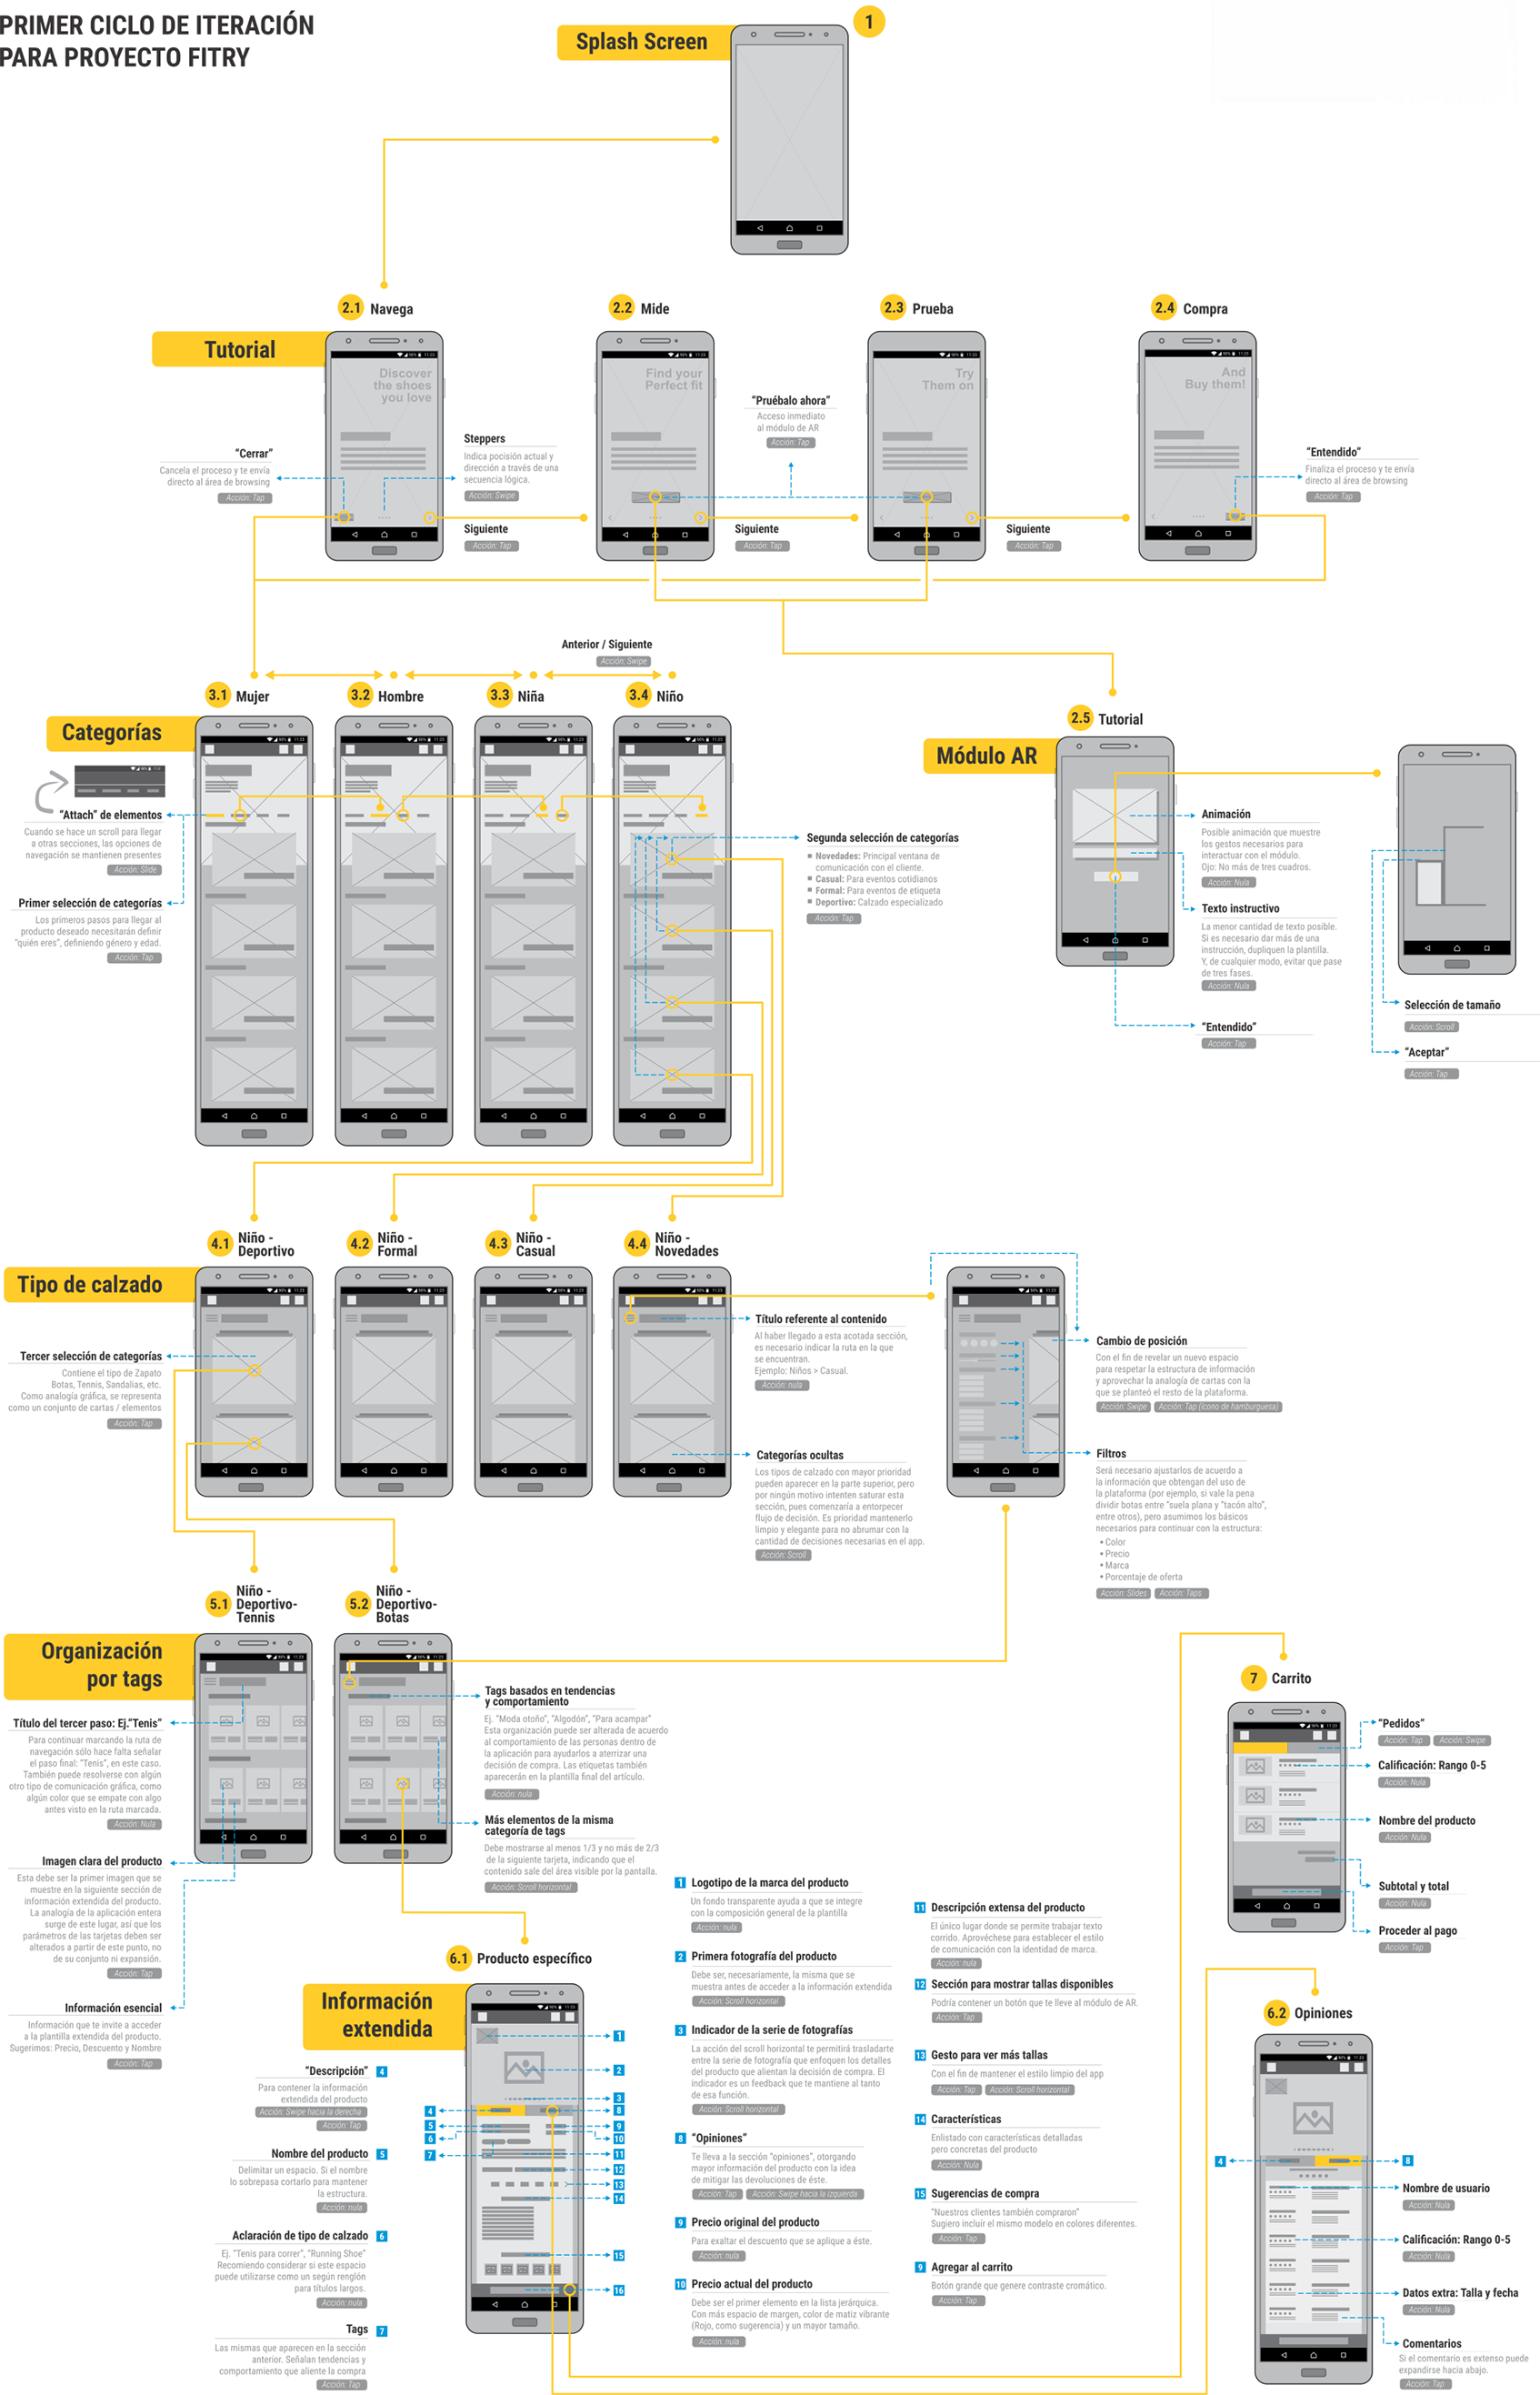 PRIMER CICLO DE ITERACIÓN
PARA PROYECTO FITRY
Splash Screen
1
2.1 Navega
2.2 Mide
2.3 Prueba
2.4 Compra
Tutorial
Discover
the shoes
you love
Find your
Perfect fit
Try
Them on
And
Buy them!
“Cerrar”
Cancela el proceso y te envía
directo al área de browsing
Acción: Tap
Steppers
Indica pocisión actual y
dirección a través de una
secuencia lógica.
Acción: Swipe
Siguiente
Acción: Tap
“Pruébalo ahora”
Acceso inmediato
al módulo de AR
Acción: Tap
Siguiente
Acción: Tap
Siguiente
Acción: Tap
“Entendido”
Finaliza el proceso y te envía
directo al área de browsing
Acción: Tap
Anterior / Siguiente
Acción: Swipe
3.1 Mujer
3.2 Hombre
3.3 Niña
3.4 Niño
Categorías
“Attach” de elementos
Cuando se hace un scroll para llegar
a otras secciones, las opciones de
navegación se mantienen presentes
Acción: Slide
Primer selección de categorías
Los primeros pasos para llegar al
producto deseado necesitarán definir
“quién eres”, definiendo género y edad.
Acción: Tap
Segunda selección de categorías
Novedades: Principal ventana de
comunicación con el cliente.
Casual: Para eventos cotidianos
Formal: Para eventos de etiqueta
Deportivo: Calzado especializado
Acción: Tap
2.5 Tutorial
Módulo AR
Animación
Posible animación que muestre
los gestos necesarios para
interactuar con el módulo.
Ojo: No más de tres cuadros.
Acción: Nula
Texto instructivo
La menor cantidad de texto posible.
Si es necesario dar más de una
instrucción, dupliquen la plantilla.
Y, de cualquier modo, evitar que pase
de tres fases.
Acción: Nula
“Entendido”
Acción: Tap
Selección de tamaño
Acción: Scroll
“Aceptar”
Acción: Tap
4.1 Niño -
Deportivo
4.2 Niño -
Formal
4.3 Niño -
Casual
4.4 Niño -
Novedades
Tipo de calzado
Tercer selección de categorías
Contiene el tipo de Zapato
Botas, Tennis, Sandalias, etc.
Como analogía gráfica, se representa
como un conjunto de cartas / elementos
Acción: Tap
Título referente al contenido
Al haber llegado a esta acotada sección,
es necesario indicar la ruta en la que
se encuentran.
Ejemplo: Niños > Casual.
Acción: nula
Categorías ocultas
Los tipos de calzado con mayor prioridad
pueden aparecer en la parte superior, pero
por ningún motivo intenten saturar esta
sección, pues comenzaría a entorpecer
flujo de decisión. Es prioridad mantenerlo
limpio y elegante para no abrumar con la
cantidad de decisiones necesarias en el app.
Acción: Scroll
Cambio de posición
Con el fin de revelar un nuevo espacio
para respetar la estructura de información
y aprovechar la analogía de cartas con la
que se planteó el resto de la plataforma.
Acción: Swipe
Acción: Tap (ícono de hamburguesa)
Filtros
Será necesario ajustarlos de acuerdo a
la información que obtengan del uso de
la plataforma (por ejemplo, si vale la pena
dividir botas entre “suela plana y “tacón alto”,
entre otros), pero asumimos los básicos
necesarios para continuar con la estructura:
• Color
• Precio
• Marca
• Porcentaje de oferta
Acción: Slides
Acción: Taps
5.1 Niño -
Deportivo-
Tennis
5.2 Niño -
Deportivo-
Botas
Organización
por tags
Título del tercer paso: Ej.“Tenis”
Para continuar marcando la ruta de
navegación sólo hace falta señalar
el paso final: “Tenis”, en este caso.
También puede resolverse con algún
otro tipo de comunicación gráfica, como
algún color que se empate con algo
antes visto en la ruta marcada.
Acción: Nula
Imagen clara del producto
Esta debe ser la primer imagen que se
muestre en la siguiente sección de
información extendida del producto.
La analogía de la aplicación entera
surge de este lugar, así que los
parámetros de las tarjetas deben ser
alterados a partir de este punto, no
de su conjunto ni expansión.
Acción: Tap
Información esencial
Información que te invite a acceder
a la plantilla extendida del producto.
Sugerimos: Precio, Descuento y Nombre
Acción: Tap
Tags basados en tendencias
y comportamiento
Ej. “Moda otoño”, “Algodón”, “Para acampar”
Esta organización puede ser alterada de acuerdo
al comportamiento de las personas dentro de
la aplicación para ayudarlos a aterrizar una
decisión de compra. Las etiquetas también
aparecerán en la plantilla final del artículo.
Acción: nula
Más elementos de la misma
categoría de tags
Debe mostrarse al menos 1/3 y no más de 2/3
de la siguiente tarjeta, indicando que el
contenido sale del área visible por la pantalla.
Acción: Scroll horizontal
6.1 Producto específico
Información
extendida
“Descripción” 4
Para contener la información
extendida del producto
Acción: Swipe hacia la derecha
Acción: Tap
Nombre del producto 5
Delimitar un espacio. Si el nombre
lo sobrepasa cortarlo para mantener
la estructura.
Acción: nula
Aclaración de tipo de calzado 6
Ej. “Tenis para correr”, “Running Shoe”
Recomiendo considerar si este espacio
puede utilizarse como un según renglón
para títulos largos.
Acción: nula
Tags 7
Las mismas que aparecen en la sección
anterior. Señalan tendencias y
comportamiento que aliente la compra
Acción: Tap
4
5
6
7
1
2
3
8
9
10
11
12
13
14
15
16
1 Logotipo de la marca del producto
Un fondo transparente ayuda a que se integre
con la composición general de la plantilla
Acción: nula
2 Primera fotografía del producto
Debe ser, necesariamente, la misma que se
muestra antes de acceder a la información extendida
Acción: Scroll horizontal
3 Indicador de la serie de fotografías
La acción del scroll horizontal te permitirá trasladarte
entre la serie de fotografía que enfoquen los detalles
del producto que alientan la decisión de compra. El
indicador es un feedback que te mantiene al tanto
de esa función.
Acción: Scroll horizontal
8 “Opiniones”
Te lleva a la sección “opiniones”, otorgando
mayor información del producto con la idea
de mitigar las devoluciones de éste.
Acción: Tap
Acción: Swipe hacia la izquierda
9 Precio original del producto
Para exaltar el descuento que se aplique a éste.
Acción: nula
10 Precio actual del producto
Debe ser el primer elemento en la lista jerárquica.
Con más espacio de margen, color de matiz vibrante
(Rojo, como sugerencia) y un mayor tamaño.
Acción: nula
11 Descripción extensa del producto
El único lugar donde se permite trabajar texto
corrido. Aprovéchese para establecer el estilo
de comunicación con la identidad de marca.
Acción: nula
12 Sección para mostrar tallas disponibles
Podría contener un botón que te lleve al módulo de AR.
Acción: Tap
13 Gesto para ver más tallas
Con el fin de mantener el estilo limpio del app
Acción: Tap
Acción: Scroll horizontal
14 Características
Enlistado con características detalladas
pero concretas del producto
Acción: Nula
15 Sugerencias de compra
“Nuestros clientes también compraron”
Sugiero incluír el mismo modelo en colores diferentes.
Acción: Tap
9 Agregar al carrito
Botón grande que genere contraste cromático.
Acción: Tap
7 Carrito
“Pedidos”
Acción: Tap
Acción: Swipe
Calificación: Rango 0-5
Acción: Nula
Nombre del producto
Acción: Nula
Subtotal y total
Acción: Nula
Proceder al pago
Acción: Tap
6.2 Opiniones
4
8
Nombre de usuario
Acción: Nula
Calificación: Rango 0-5
Acción: Nula
Datos extra: Talla y fecha
Acción: Nula
Comentarios
Si el comentario es extenso puede
expandirse hacia abajo.
Acción: Tap